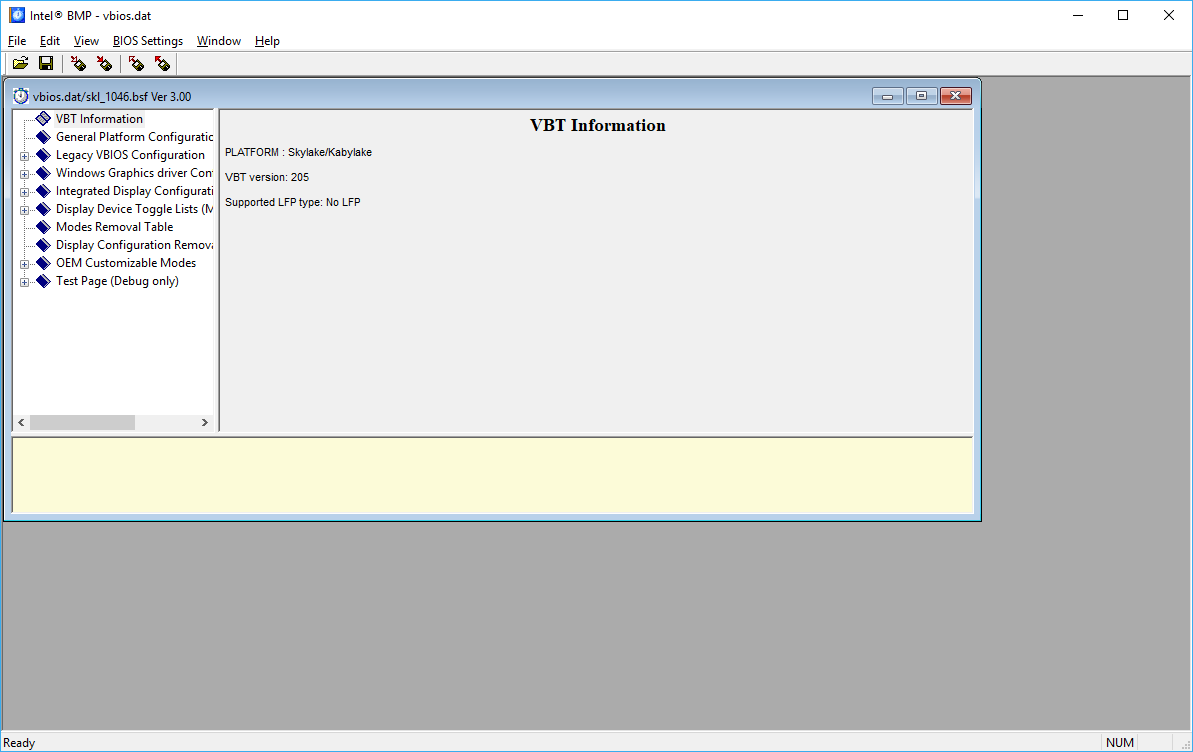 Intel® BMP - vbios.dat
File Edit View BIOS Settings Window Help
vbios.dat/skl_1046.bsf Ver 3.00
VBT Information
General Platform Configuratic
Legacy VBIOS Configuration
Windows Graphics driver Con
Integrated Display Configurati
Display Device Toggle Lists (M
Modes Removal Table
Display Configuration Remova
OEM Customizable Modes
Test Page (Debug only)
VBT Information
PLATFORM : Skylake/Kabylake
VBT version: 205
Supported LFP type: No LFP
Ready
NUM